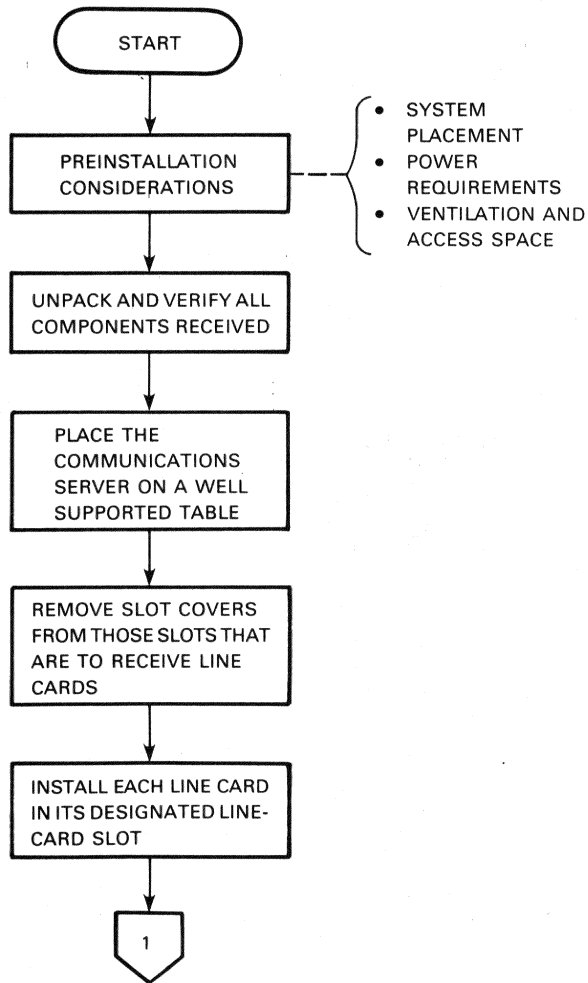 START
PREINSTALLATION
CONSIDERATIONS
• SYSTEM
PLACEMENT
• POWER
REQUIREMENTS
• VENTILATION AND
ACCESS SPACE
UNPACK AND VERIFY ALL
COMPONENTS RECEIVED
PLACE THE
COMMUNICATIONS
SERVER ON A WELL
SUPPORTED TABLE
REMOVE SLOT COVERS
FROM THOSE SLOTS THAT
ARE TO RECEIVE LINE
CARDS
INSTALL EACH LINE CARD
IN ITS DESIGNATED LINE-
CARD SLOT
1